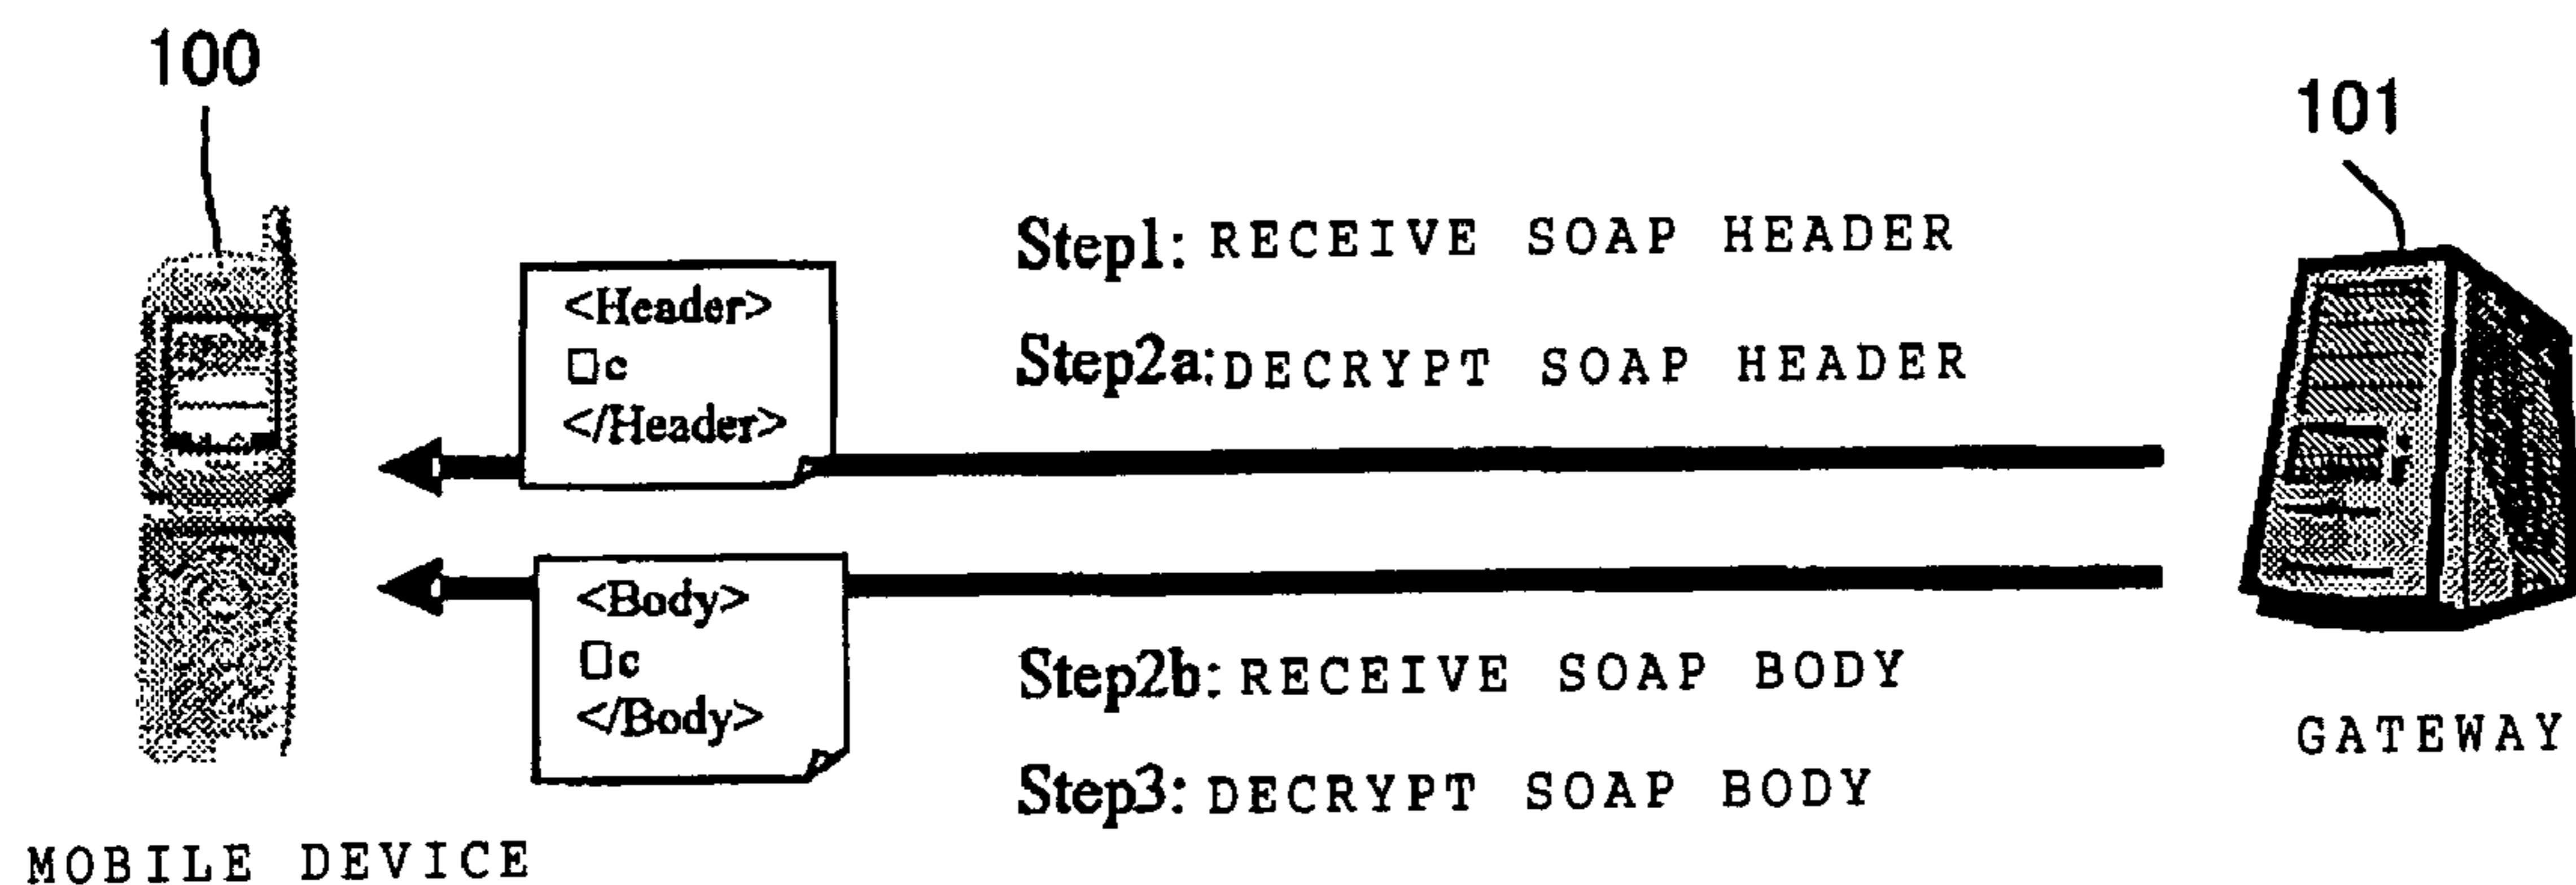 100
101
Step1: RECEIVE SOAP HEADER
Step2a: DECRYPT SOAP HEADER
<Header>
□c
</Header>
<Body>
□c
</Body>
Step2b: RECEIVE SOAP BODY
Step3: DECRYPT SOAP BODY
GATEWAY
MOBILE DEVICE